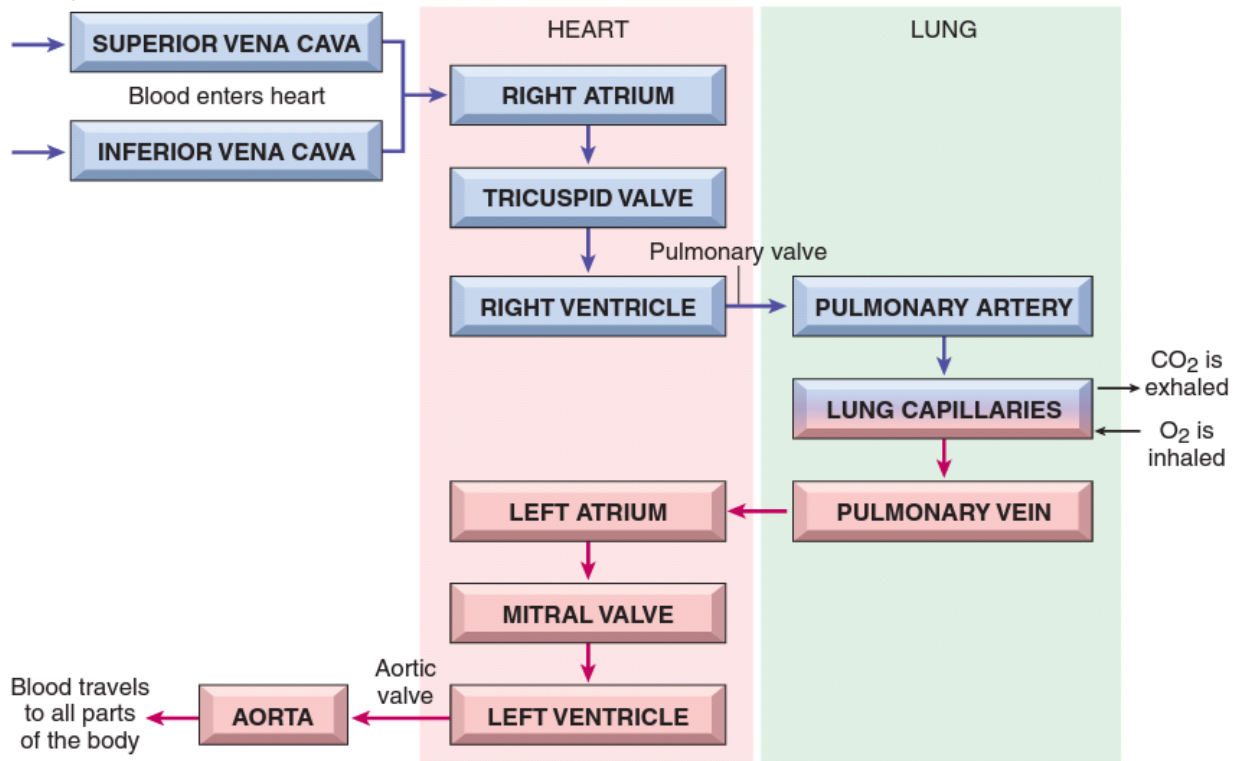 HEART
LUNG
SUPERIOR VENA CAVA
Blood enters heart
INFERIOR VENA CAVA
RIGHT ATRIUM
TRICUSPID VALVE
Pulmonary valve
RIGHT VENTRICLE
PULMONARY ARTERY
CO2 is
exhaled
LUNG CAPILLARIES
O2 is
inhaled
LEFT ATRIUM
PULMONARY VEIN
MITRAL VALVE
Aortic
valve
LEFT VENTRICLE
AORTA
Blood travels
to all parts
of the body